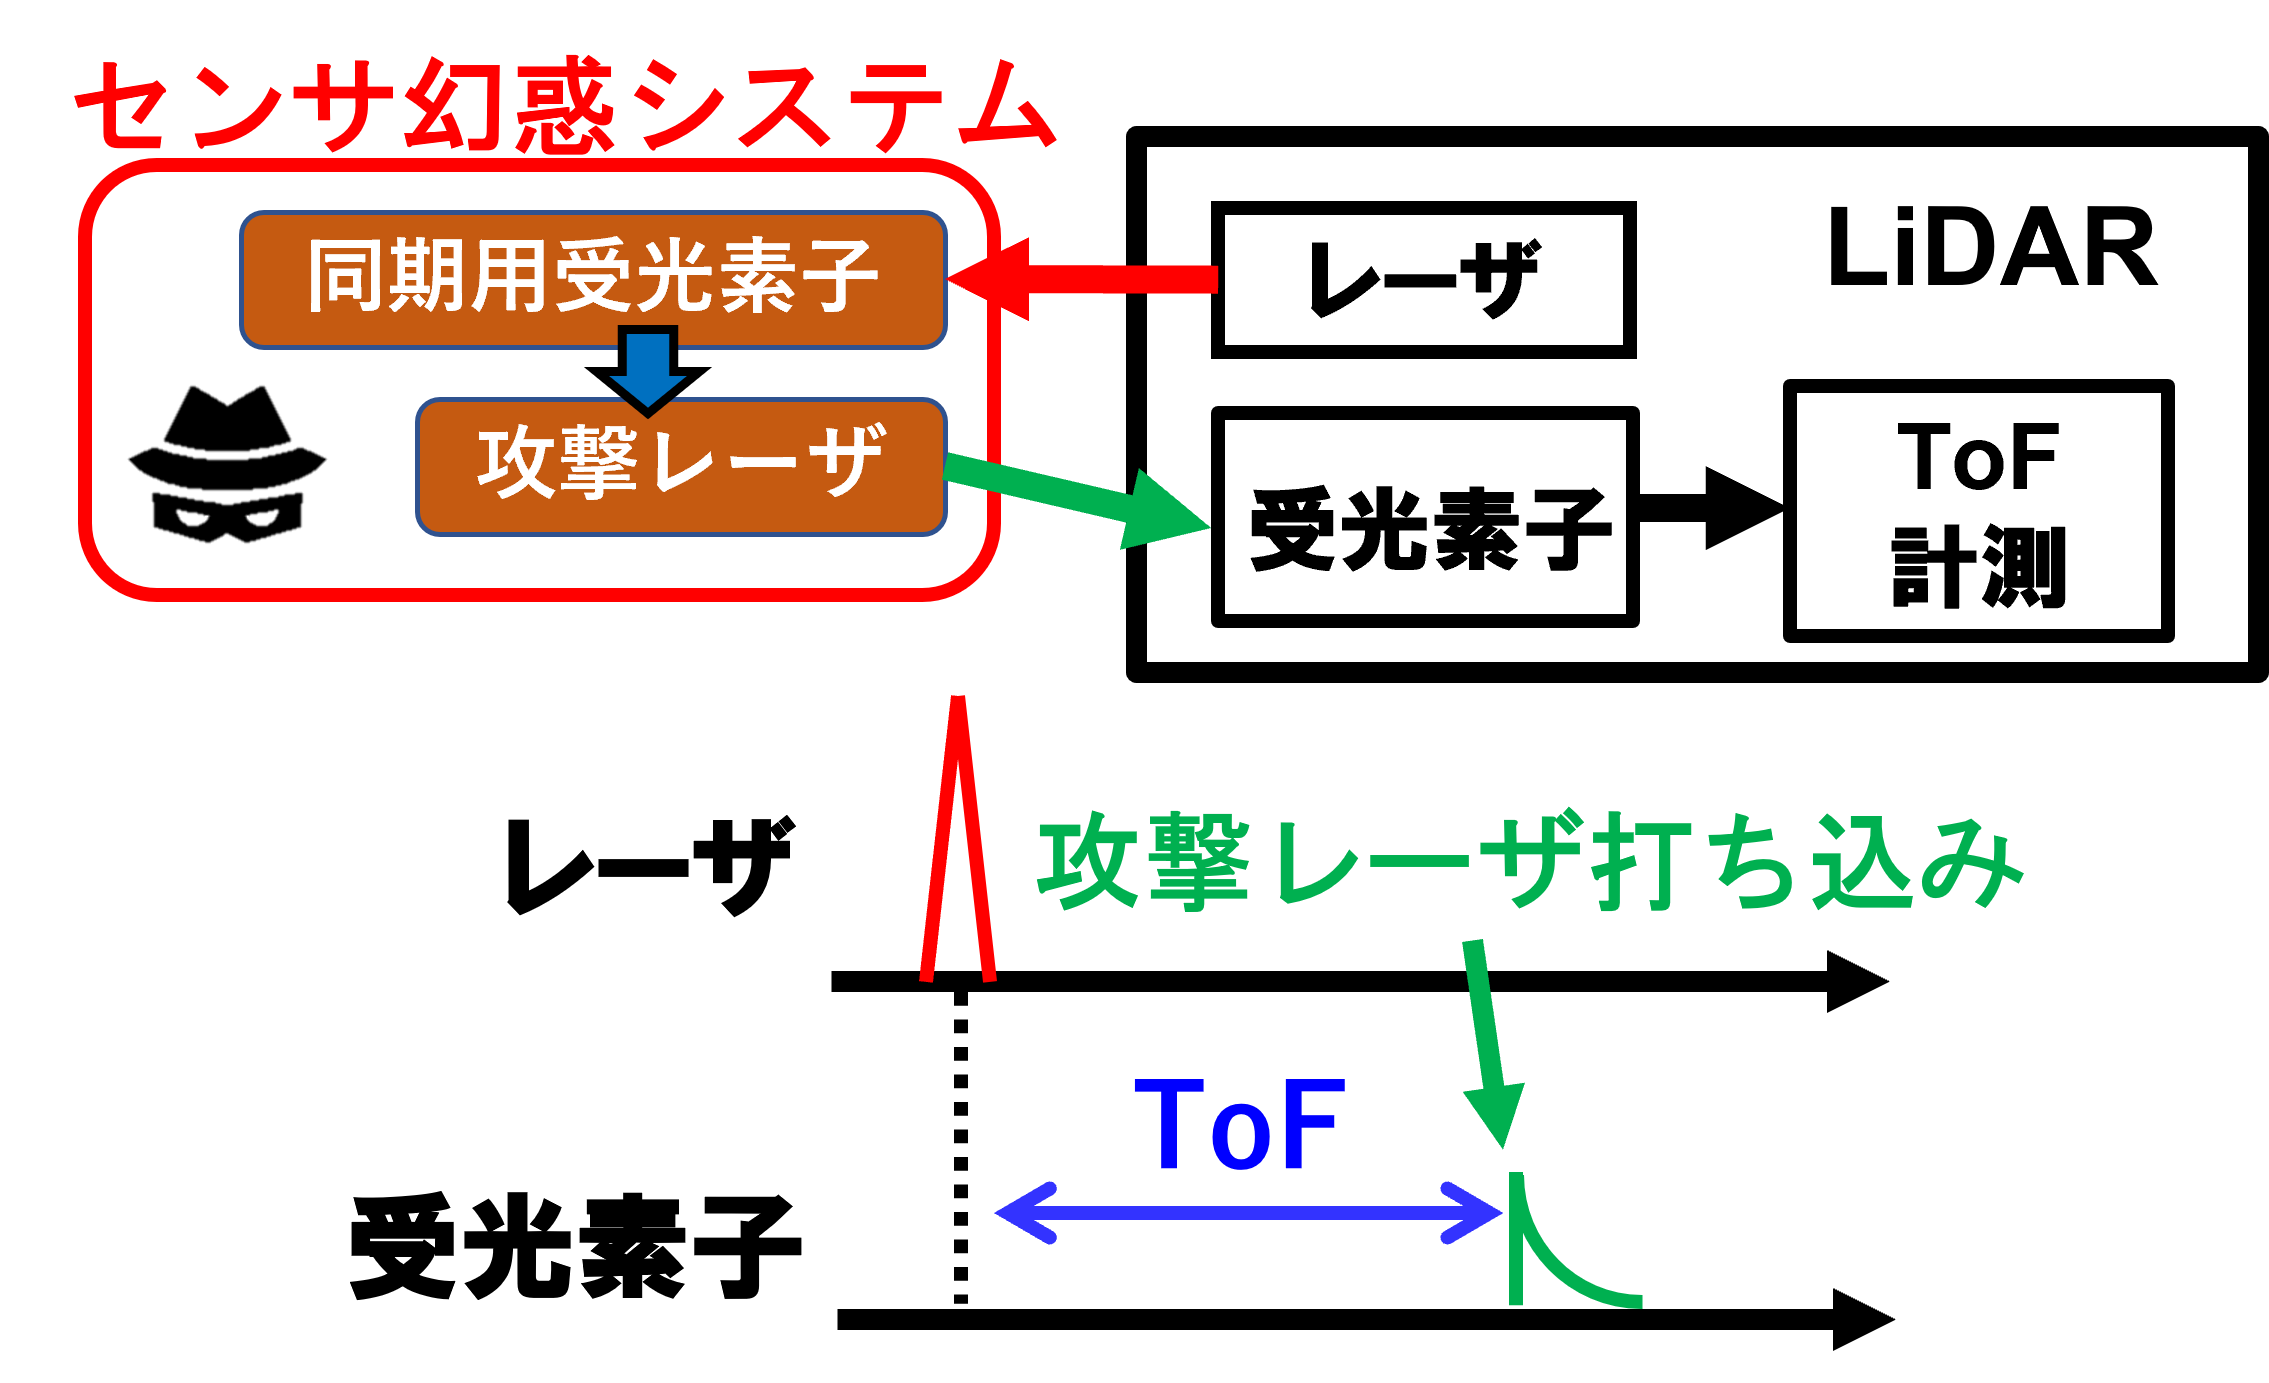 センサ幻惑システム
同期用受光素子
攻撃レーザ
LiDAR
レーザ
受光素子
ToF
計測
レーザ
攻撃レーザ打ち込み
ToF
受光素子